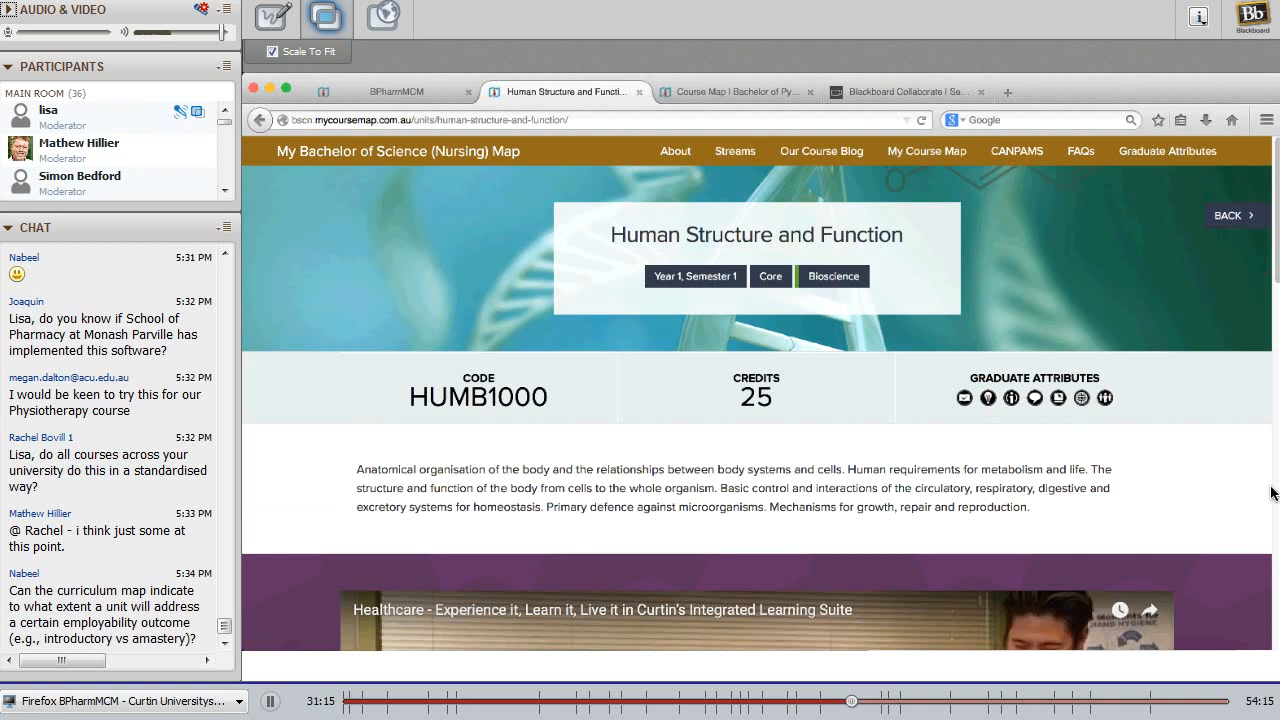 AUDIO & VIDEO
PARTICIPANTS
MAIN ROOM (36)
lisa
Moderator
Mathew Hillier
Moderator
Simon Bedford
Moderator
CHAT
Nabeel 5:31 PM
Joaquin 5:32 PM
Lisa, do you know if School of
Pharmacy at Monash Parville has
implemented this software?
megan.dalton@acu.edu.au 5:32 PM
I would be keen to try this for our
Physiotherapy course
Rachel Bovill 1 5:32 PM
Lisa, do all courses across your
university do this in a standardised
way?
Mathew Hillier 5:33 PM
@ Rachel - i think just some at
this point.
Nabeel 5:34 PM
Can the curriculum map indicate
to what extent a unit will address
a certain employability outcome
(e.g., introductory vs amastery)?
Bb
Blackboard
Scale To Fit
BPharmMCM
Human Structure and Functi...
Course Map | Bachelor of Py...
Blackboard Collaborate | Se...
bscn.mycoursemap.com.au/units/human-structure-and-function/
Google
My Bachelor of Science (Nursing) Map
About Streams Our Course Blog My Course Map CANPAMS FAQs Graduate Attributes
BACK
Human Structure and Function
Year 1, Semester 1 Core Bioscience
CODE
HUMB1000
CREDITS
25
GRADUATE ATTRIBUTES
Anatomical organisation of the body and the relationships between body systems and cells. Human requirements for metabolism and life. The
structure and function of the body from cells to the whole organism. Basic control and interactions of the circulatory, respiratory, digestive and
excretory systems for homeostasis. Primary defence against microorganisms. Mechanisms for growth, repair and reproduction.
Healthcare - Experience it, Learn it, Live it in Curtin's Integrated Learning Suite
HAND HYGIENE
Firefox BPharmMCM - Curtin Universitys...
31:15
54:15